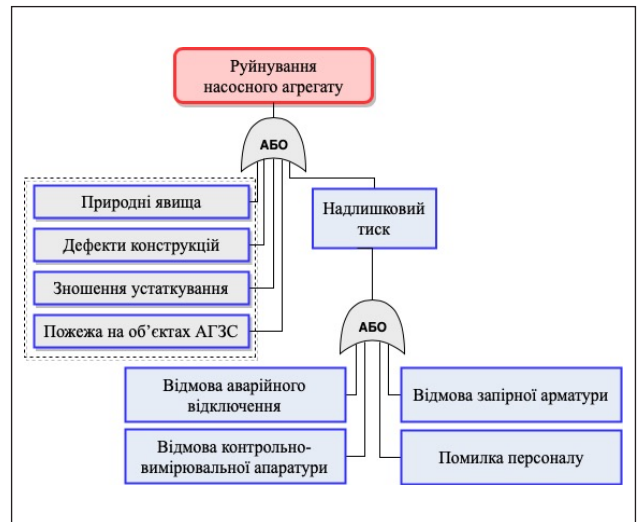 Руйнування
насосного агрегату
АБО
Природні явища
Дефекти конструкцій
Зношення устаткування
Пожежа на об’єктах АГЗС
Надлишковий
тиск
АБО
Відмова аварійного
відключення
Відмова запірної арматури
Відмова контрольно-
вимірювальної апаратури
Помилка персоналу